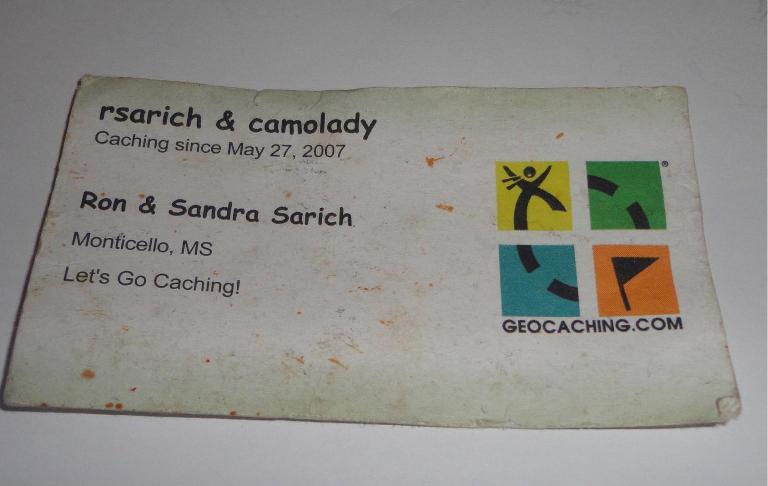 rsarich & camolady
Caching since May 27, 2007
Ron & Sandra Sarich
Monticello, MS
Let's Go Caching!
®
GEOCACHING.COM